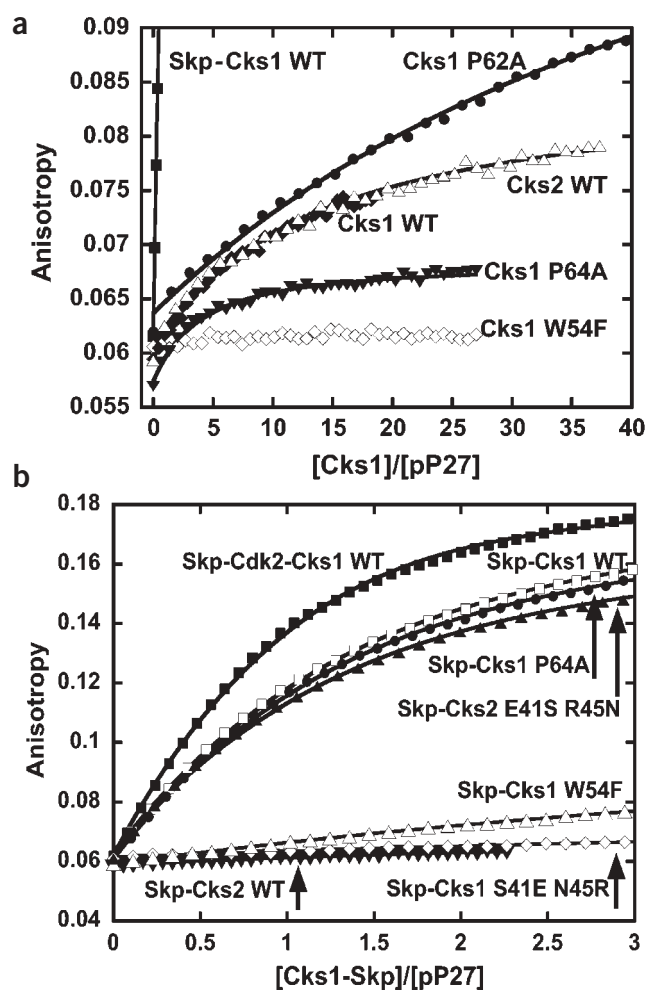 a
0.09
Skp-Cks1 WT
Cks1 P62A
0.085
0.08
Cks2 WT
0.075
Cks1 WT
0.07
Cks1 P64A
0.065
Cks1 W54F
0.06
0.055
Anisotropy
0 5 10 15 20 25 30 35 40
[Cks1]/[pP27]
b
0.18
Skp-Cdk2-Cks1 WT
Skp-Cks1 WT
0.16
0.14
Skp-Cks1 P64A
0.12
Skp-Cks2 E41S R45N
0.1
Skp-Cks1 W54F
0.08
0.06
Skp-Cks2 WT
Skp-Cks1 S41E N45R
0.04
Anisotropy
0 0.5 1 1.5 2 2.5 3
[Cks1-Skp]/[pP27]